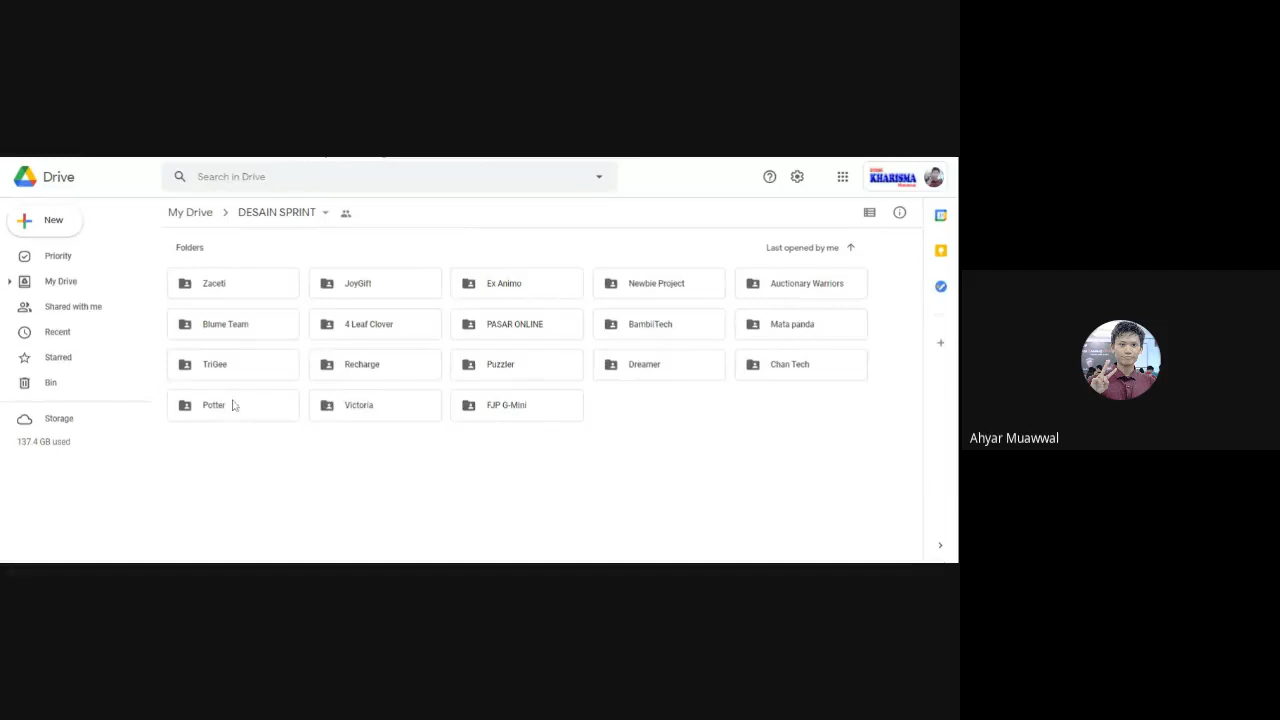 Drive
Search in Drive
KHARISMA
New
My Drive > DESAIN SPRINT
Priority
My Drive
Shared with me
Recent
Starred
Bin
Storage
137.4 GB used
Folders
Last opened by me
Zaceti
JoyGift
Ex Animo
Newbie Project
Auctionary Warriors
Blume Team
4 Leaf Clover
PASAR ONLINE
BambilTech
Mata panda
TriGee
Recharge
Puzzler
Dreamer
Chan Tech
Potter
Victoria
FJP G-Mini
Ahyar Muawwal